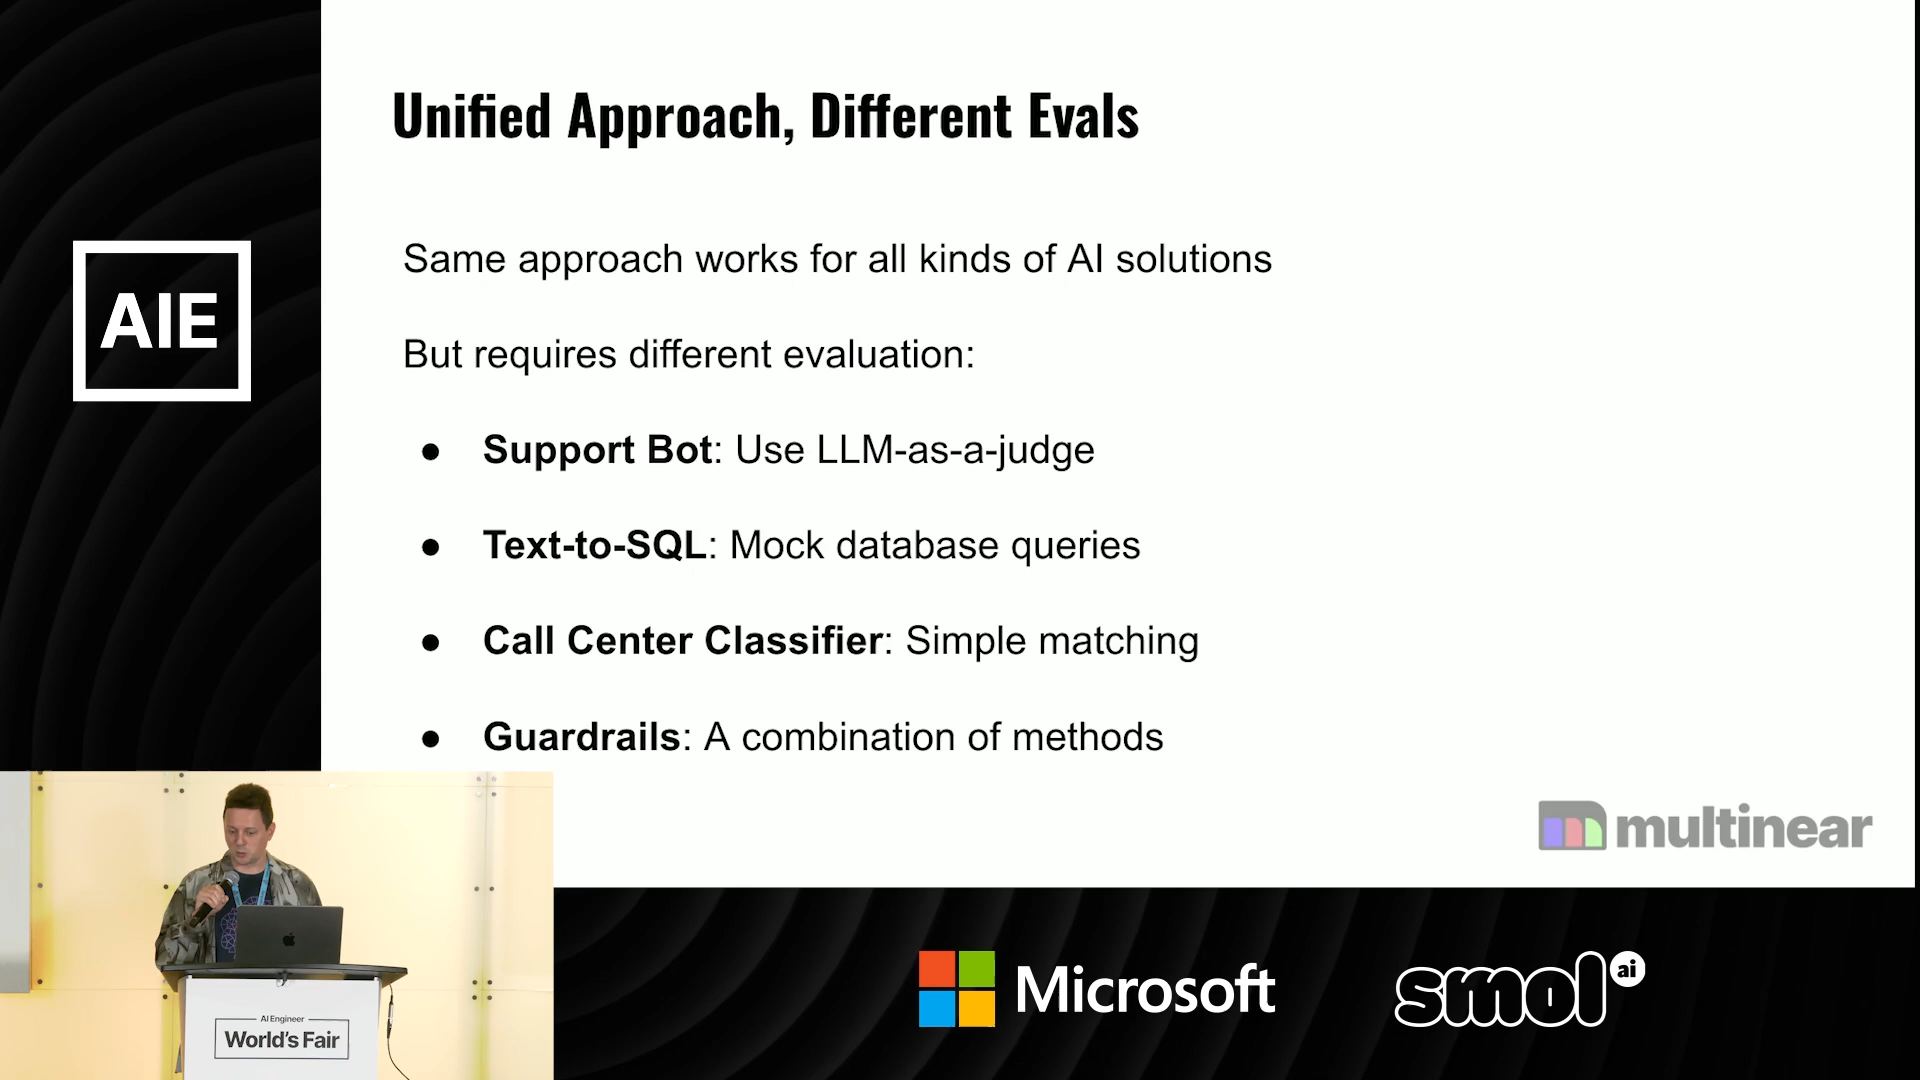 Unified Approach, Different Evals
AIE
Same approach works for all kinds of AI solutions
But requires different evaluation:
● Support Bot: Use LLM-as-a-judge
● Text-to-SQL: Mock database queries
● Call Center Classifier: Simple matching
● Guardrails: A combination of methods
multinear
AI Engineer
World's Fair
Microsoft
smol ai